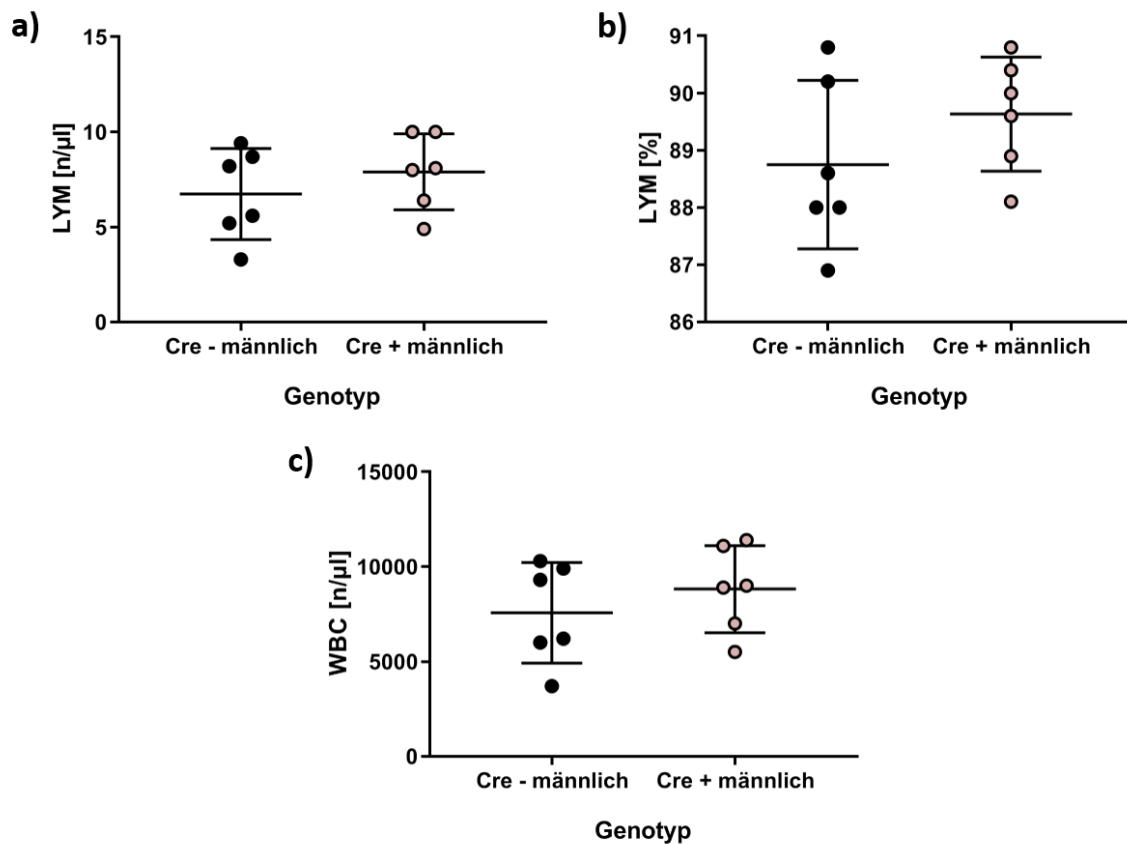 a)
LYM [n/µl]
15
10
5
0
Cre - männlich Cre + männlich
Genotyp
b)
LYM [%]
91
90
89
88
87
86
Cre - männlich Cre + männlich
Genotyp
c)
WBC [n/µl]
15000
10000
5000
0
Cre - männlich Cre + männlich
Genotyp